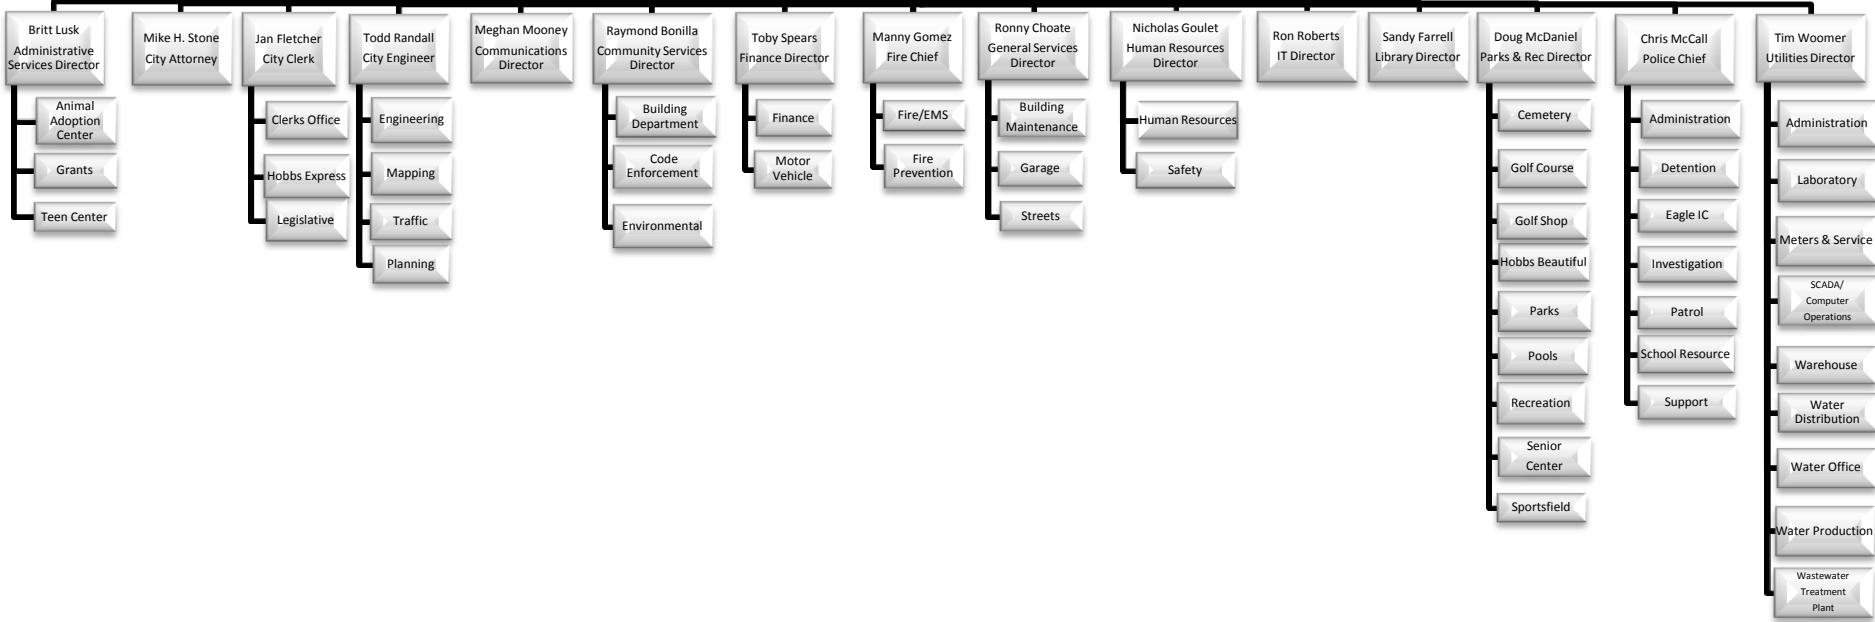 Britt Lusk
Administrative
Services Director
Animal
Adoption
Center
Grants
Teen Center
Mike H. Stone
City Attorney
Jan Fletcher
City Clerk
Clerks Office
Hobbs Express
Legislative
Todd Randall
City Engineer
Engineering
Mapping
Traffic
Planning
Meghan Mooney
Communications
Director
Raymond Bonilla
Community Services
Director
Building
Department
Code
Enforcement
Environmental
Toby Spears
Finance Director
Finance
Motor
Vehicle
Manny Gomez
Fire Chief
Fire/EMS
Fire
Prevention
Ronny Choate
General Services
Director
Building
Maintenance
Garage
Streets
Nicholas Goulet
Human Resources
Director
Human Resources
Safety
Ron Roberts
IT Director
Sandy Farrell
Library Director
Doug McDaniel
Parks & Rec Director
Cemetery
Golf Course
Golf Shop
Hobbs Beautiful
Parks
Pools
Recreation
Senior
Center
Sportsfield
Chris McCall
Police Chief
Administration
Detention
Eagle IC
Investigation
Patrol
School Resource
Support
Tim Woomer
Utilities Director
Administration
Laboratory
Meters & Service
SCADA/
Computer
Operations
Warehouse
Water
Distribution
Water Office
Water Production
Wastewater
Treatment
Plant